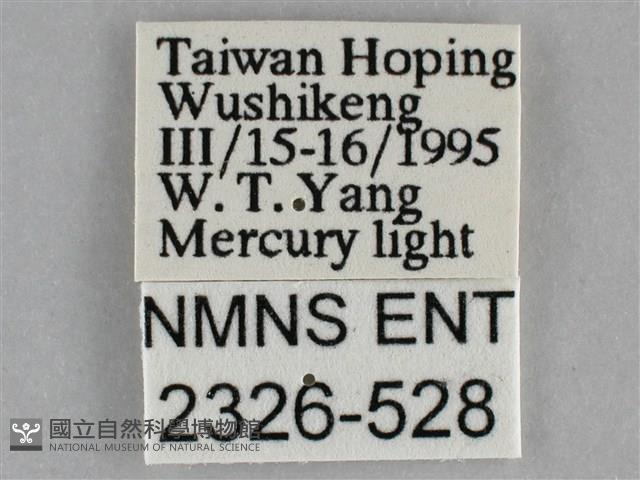 Taiwan Hoping
Wushikeng
III/15-16/1995
W. T. Yang
Mercury light
NMNS ENT
2326-528
國立自然科學博物館
NATIONAL MUSEUM OF NATURAL SCIENCE